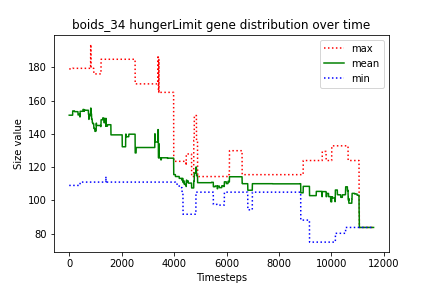 boids_34 hungerLimit gene distribution over time
max
mean
min
Size value
180
160
140
120
100
80
0
2000
4000
6000
8000
10000
12000
Timesteps